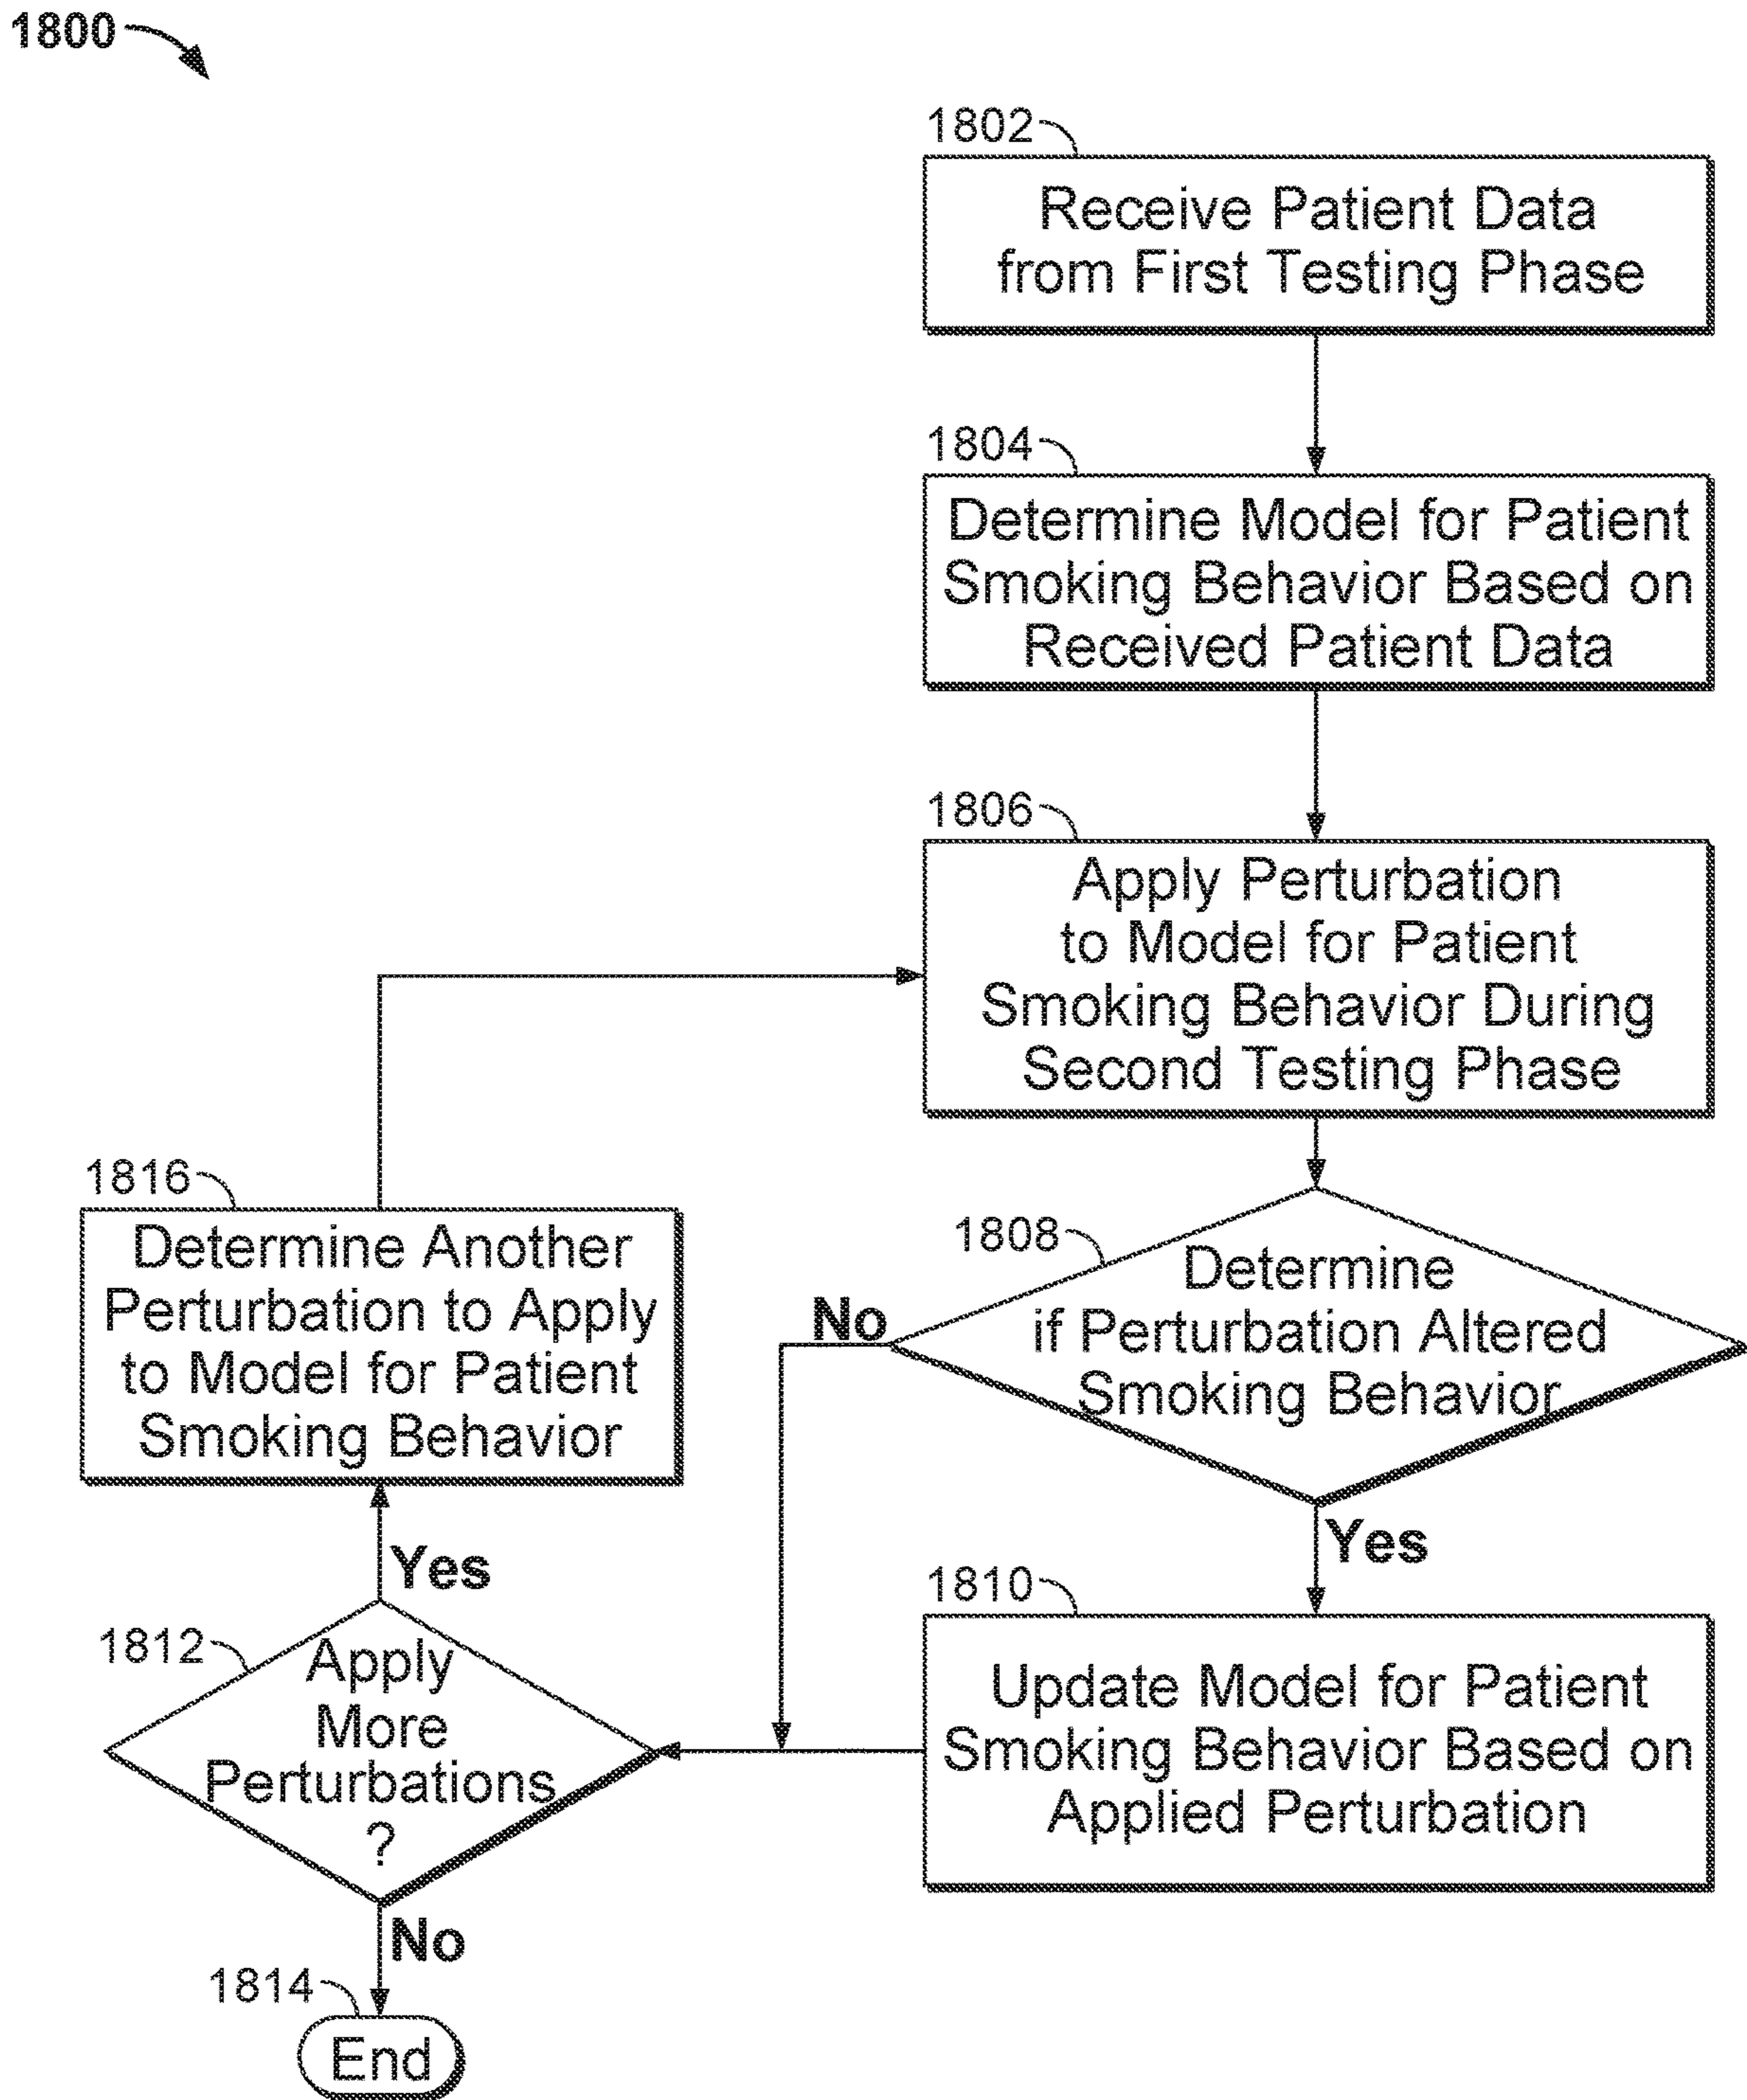 1800
1802
Receive Patient Data
from First Testing Phase
1804
Determine Model for Patient
Smoking Behavior Based on
Received Patient Data
1806
Apply Perturbation
to Model for Patient
Smoking Behavior During
Second Testing Phase
1808
Determine
if Perturbation Altered
Smoking Behavior
No
Yes
1810
Update Model for Patient
Smoking Behavior Based on
Applied Perturbation
1812
Apply
More
Perturbations
?
Yes
1816
Determine Another
Perturbation to Apply
to Model for Patient
Smoking Behavior
No
1814
End